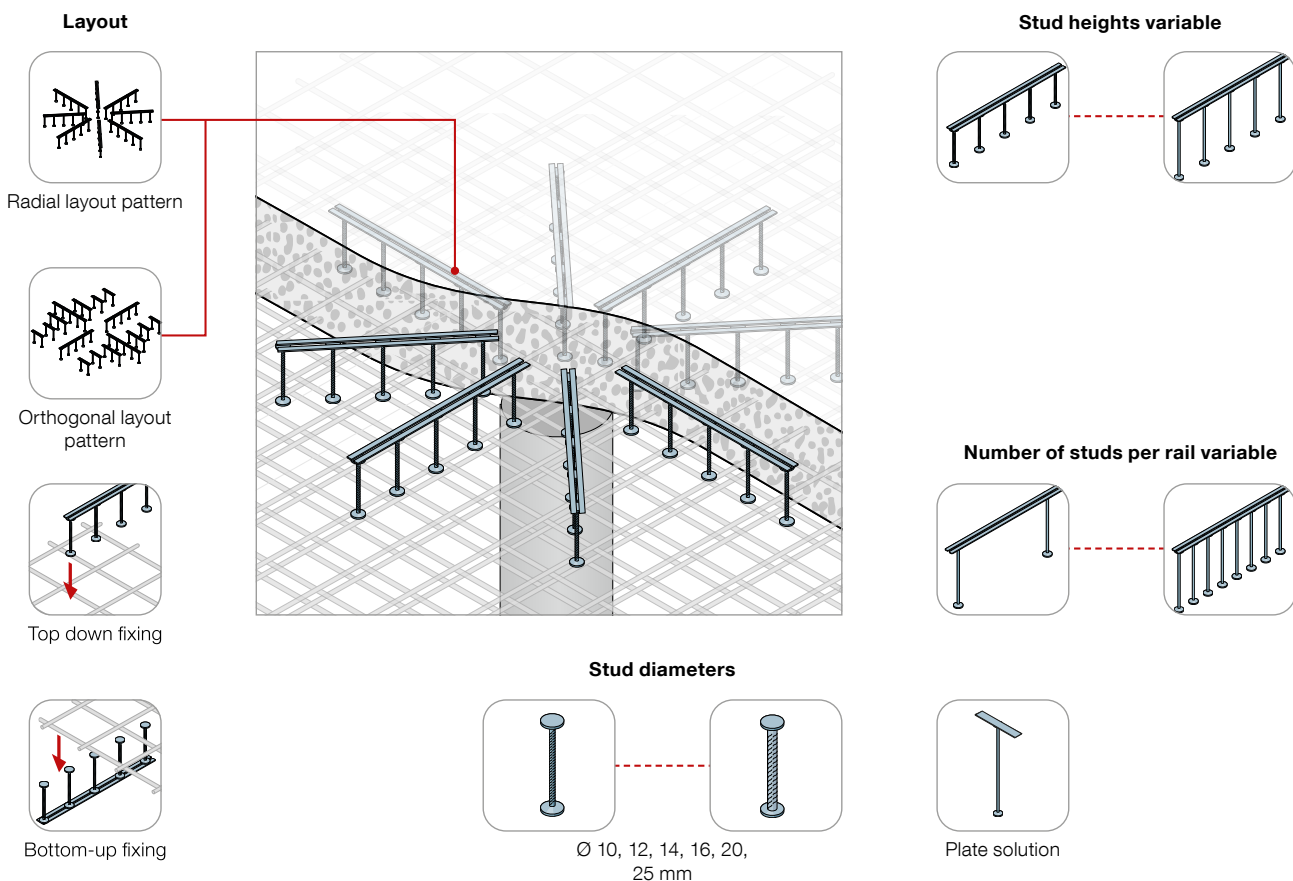 Layout
Radial layout pattern
Orthogonal layout
pattern
Top down fixing
Bottom-up fixing
Stud diameters
Ø 10, 12, 14, 16, 20,
25 mm
Stud heights variable
Number of studs per rail variable
Plate solution